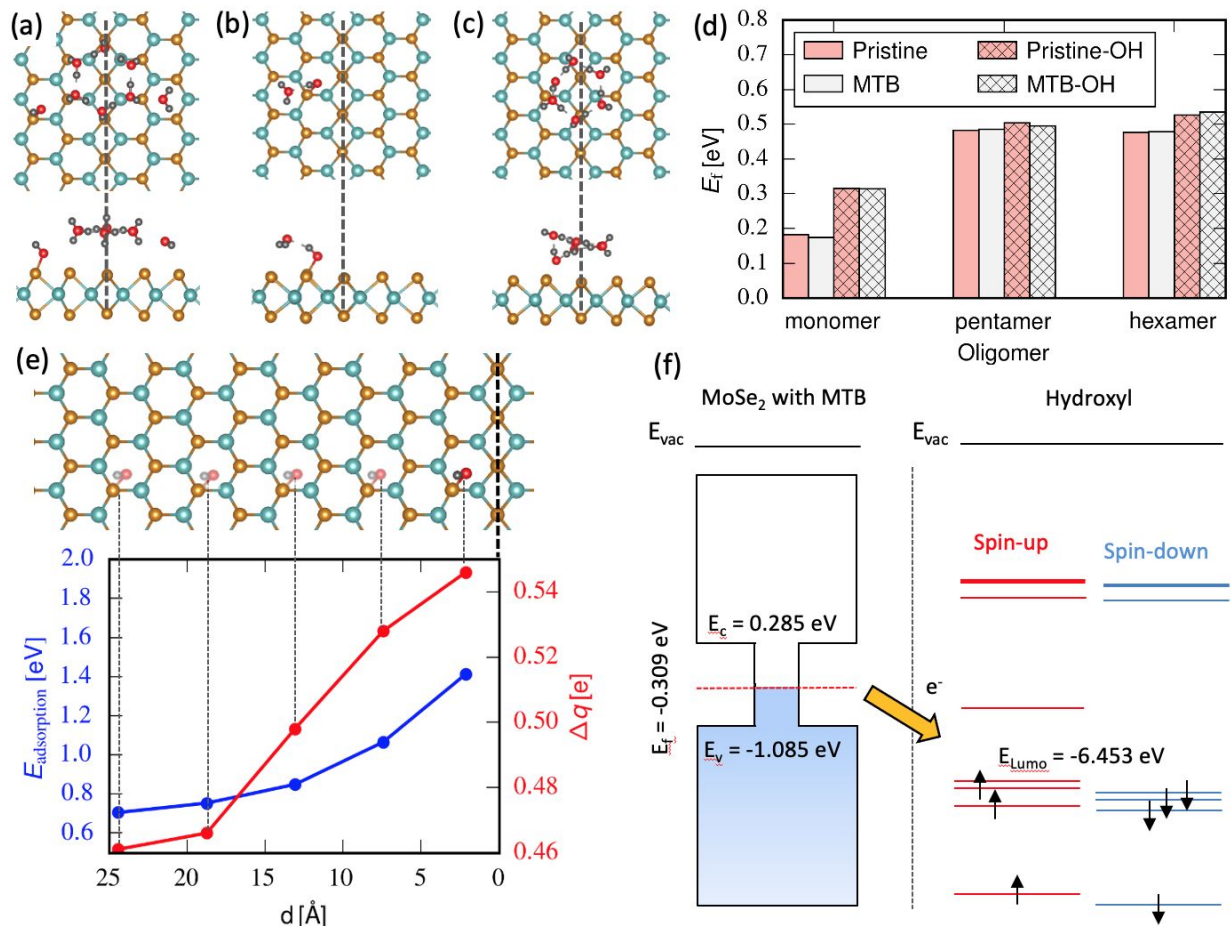 (a)
(b)
(c)
(d)
0.8
0.7
0.6
0.5
0.4
0.3
0.2
0.1
0.0
E_f [eV]
Pristine
Pristine-OH
MTB
MTB-OH
monomer
pentamer
hexamer
Oligomer
(e)
2.0
1.8
1.6
1.4
1.2
1.0
0.8
0.6
E_adsorption [eV]
0.54
0.52
0.50
0.48
0.46
Δq [e]
25
20
15
10
5
0
d [Å]
(f)
MoSe₂ with MTB
Hydroxyl
E_vac
E_vac
Spin-up
Spin-down
E_c = 0.285 eV
E_f = -0.309 eV
e⁻
E_v = -1.085 eV
E_Lumo = -6.453 eV